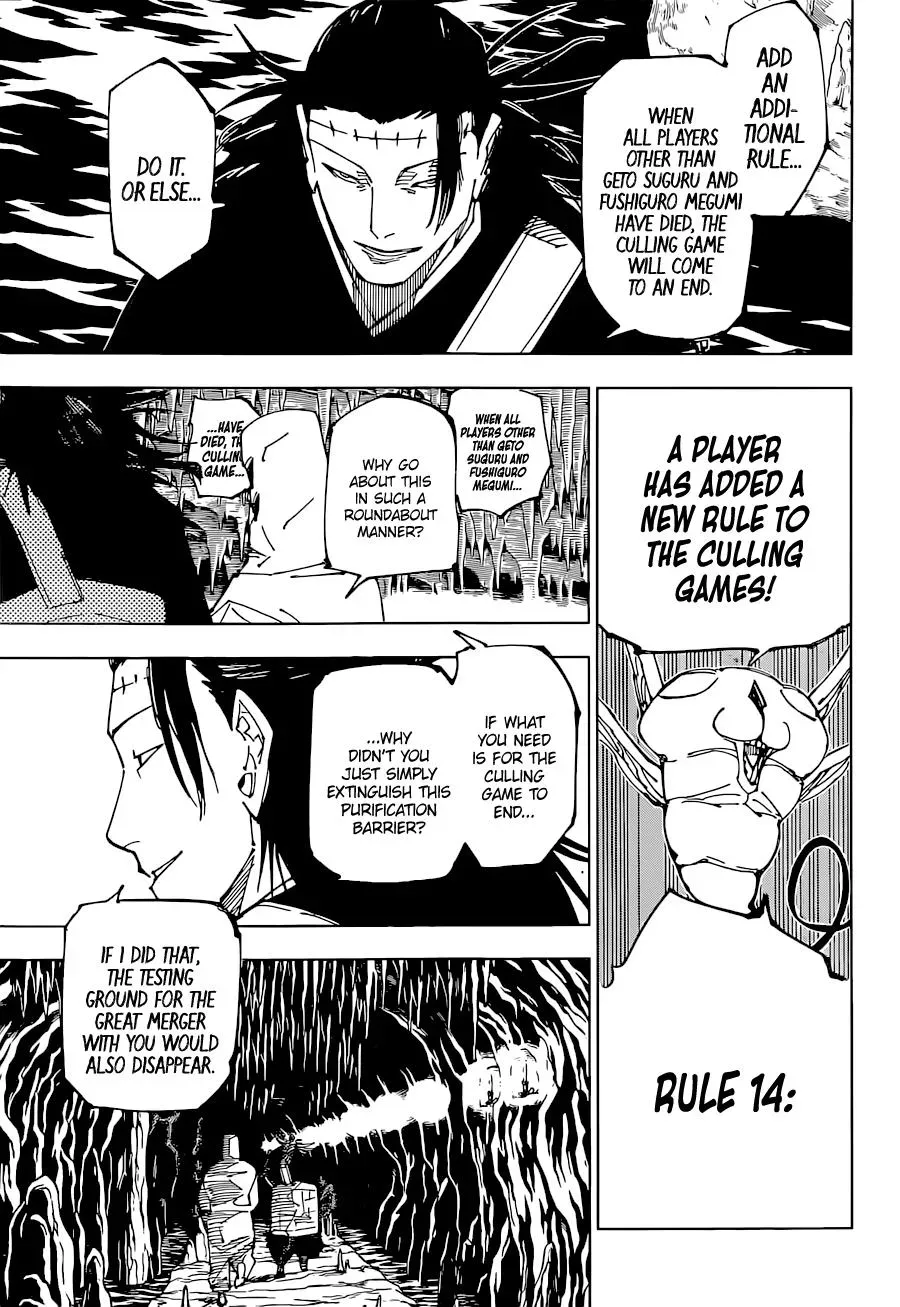 ADD
AN
ADDI-
TIONAL
RULE...
WHEN
ALL PLAYERS
OTHER THAN
GETO SUGURU AND
FUSHIGURO MEGUMI
HAVE DIED, THE
CULLING GAME
WILL COME
TO AN END.
DO IT.
OR ELSE...
A PLAYER
HAS ADDED A
NEW RULE TO
THE CULLING
GAMES!
RULE 14:
WHEN ALL
PLAYERS OTHER
THAN GETO
SUGURU AND
FUSHIGURO
MEGUMI...
WHY GO
ABOUT THIS
IN SUCH A
ROUNDABOUT
MANNER?
...HAVE
DIED, TH
CULLING
GAME...
IF WHAT
YOU NEED
IS FOR THE
CULLING
GAME TO
END...
...WHY
DIDN'T YOU
JUST SIMPLY
EXTINGUISH THIS
PURIFICATION
BARRIER?
IF I DID THAT,
THE TESTING
GROUND FOR THE
GREAT MERGER
WITH YOU WOULD
ALSO DISAPPEAR.